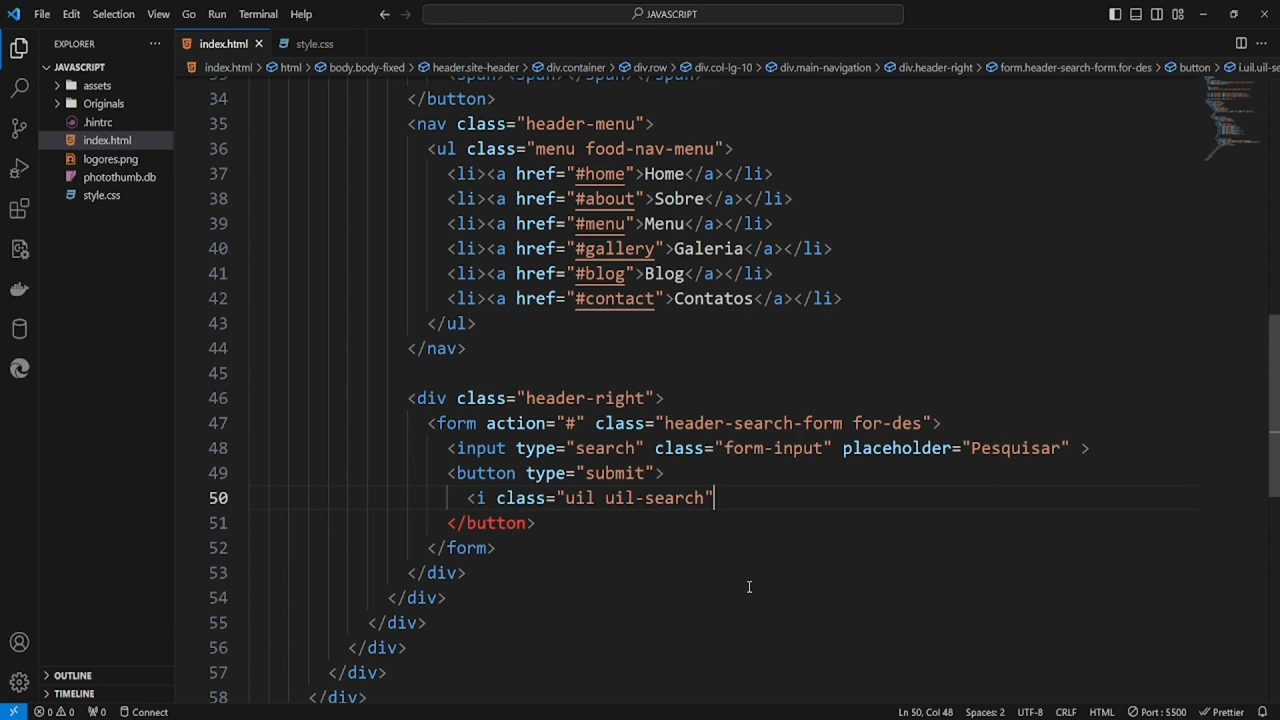 File Edit Selection View Go Run Terminal Help
JAVASCRIPT
EXPLORER
index.html
style.css
JAVASCRIPT
index.html > html > body.body-fixed > header.site-header > div.container > div.row > div.col-lg-10 > div.main-navigation > div.header-right > form.header-search-form.for-des > button > i.uil.uil-se
assets
Originals
.hintrc
index.html
logores.png
photothumb.db
style.css
34 </button>
35 <nav class="header-menu">
36 <ul class="menu food-nav-menu">
37 <li><a href="#home">Home</a></li>
38 <li><a href="#about">Sobre</a></li>
39 <li><a href="#menu">Menu</a></li>
40 <li><a href="#gallery">Galeria</a></li>
41 <li><a href="#blog">Blog</a></li>
42 <li><a href="#contact">Contatos</a></li>
43 </ul>
44 </nav>
45
46 <div class="header-right">
47 <form action="#" class="header-search-form for-des">
48 <input type="search" class="form-input" placeholder="Pesquisar" >
49 <button type="submit">
50 <i class="uil uil-search"
51 </button>
52 </form>
53 </div>
54 </div>
55 </div>
56 </div>
57 </div>
58 </div>
OUTLINE
TIMELINE
0 0 0 Connect
Ln 50, Col 48 Spaces: 2 UTF-8 CRLF HTML Port : 5500 Prettier